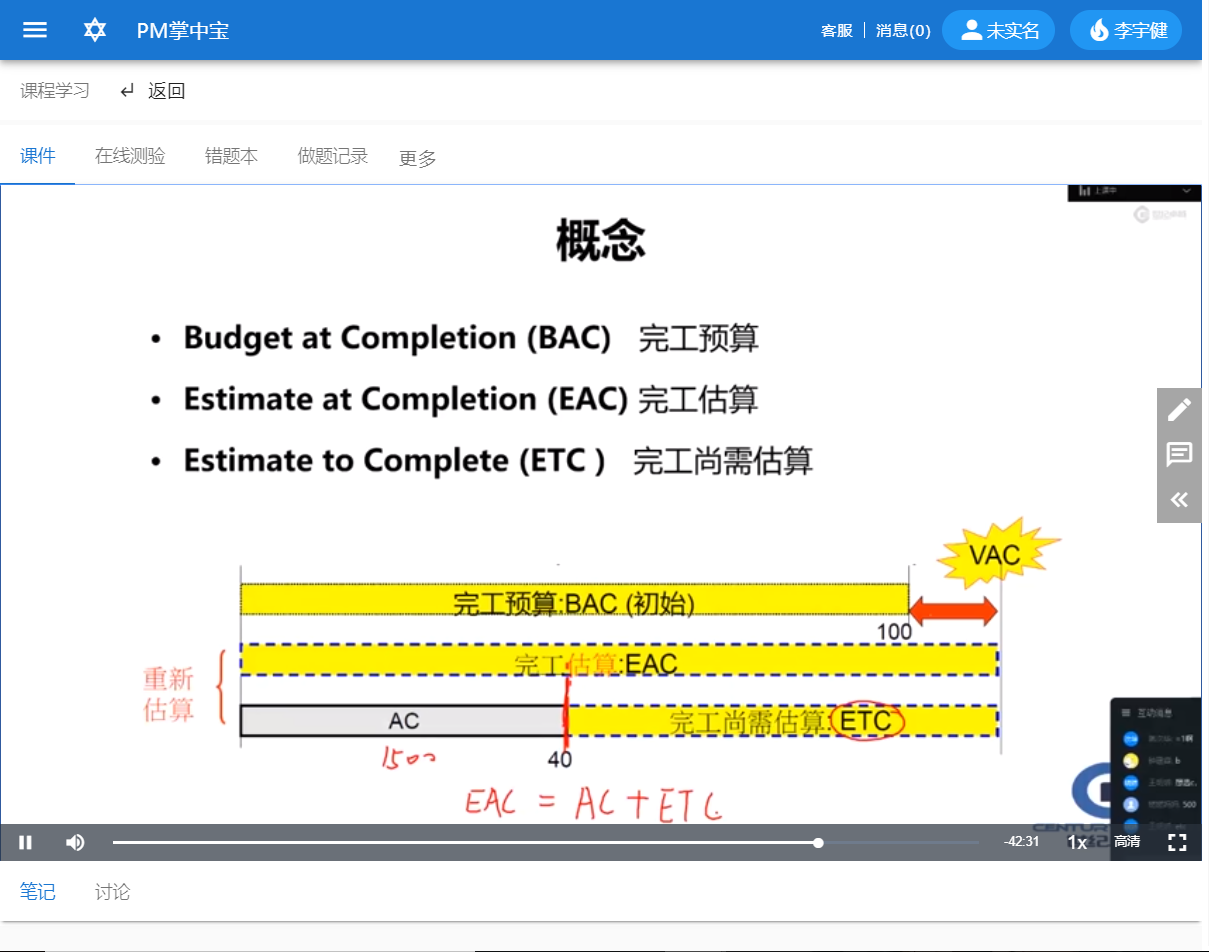 PM掌中宝
客服 消息(0) 未实名 李宇健
课程学习 返回
课件 在线测验 错题本 做题记录 更多
上课中
概念
• Budget at Completion (BAC) 完工预算
• Estimate at Completion (EAC) 完工估算
• Estimate to Complete (ETC ) 完工尚需估算
VAC
完工预算:BAC (初始)
100
完工估算:EAC
重新
估算
AC
完工尚需估算:ETC
1500
40
EAC = AC + ETC
互动消息
500
CENTUR
-42:31 1x 高清
笔记 讨论